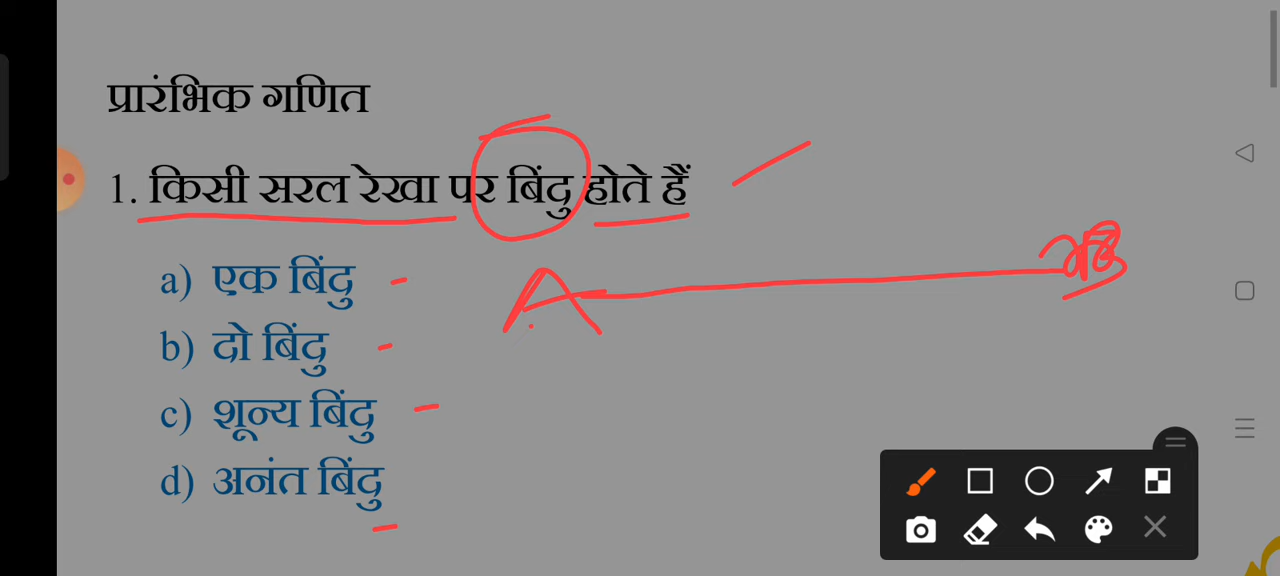 प्रारंभिक गणित
1. किसी सरल रेखा पर बिंदु होते हैं
a) एक बिंदु
A
b) दो बिंदु
c) शून्य बिंदु
d) अनंत बिंदु